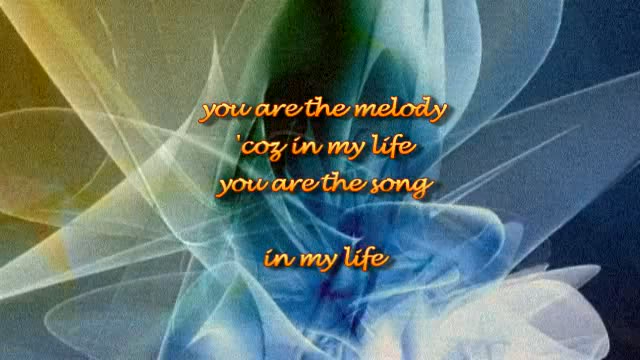 you are the melody
'coz in my life
you are the song
in my life